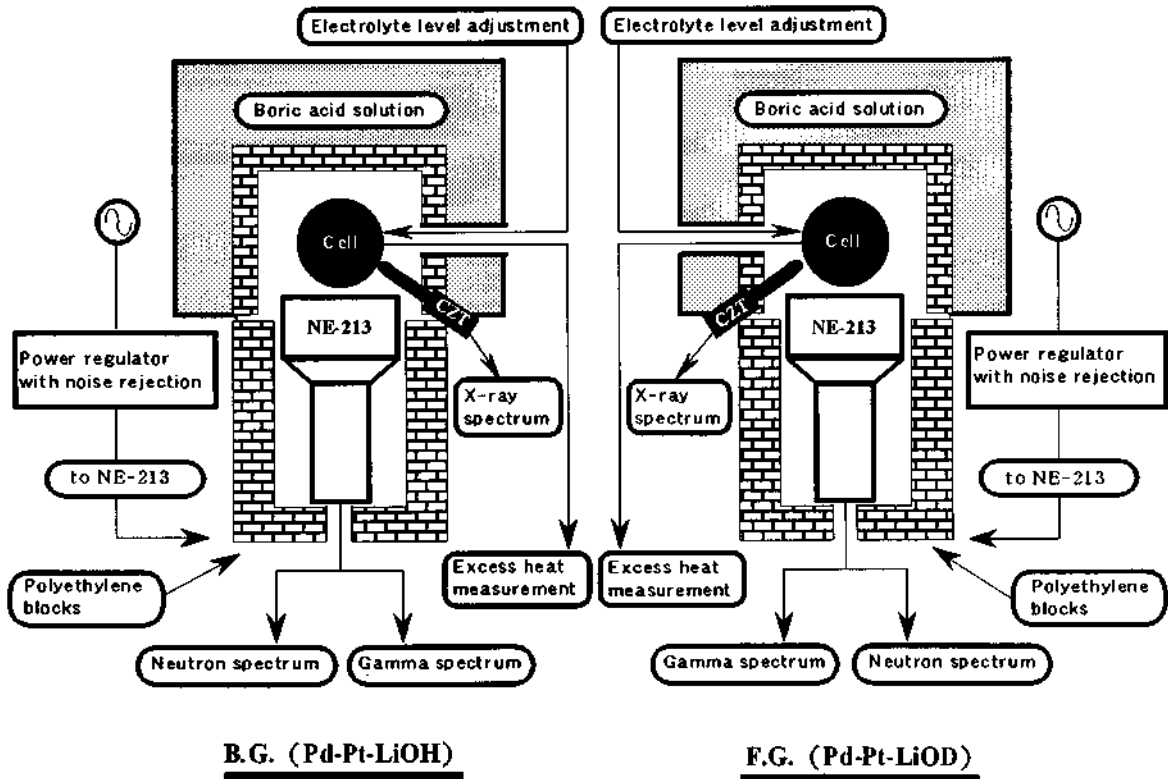 Electrolyte level adjustment
Electrolyte level adjustment
Boric acid solution
Boric acid solution
Cell
Cell
CZT
CZT
NE-213
NE-213
Power regulator
with noise rejection
Power regulator
with noise rejection
X-ray
spectrum
X-ray
spectrum
to NE-213
to NE-213
Polyethylene
blocks
Excess heat
measurement
Excess heat
measurement
Polyethylene
blocks
Neutron spectrum
Gamma spectrum
Gamma spectrum
Neutron spectrum
B.G. (Pd-Pt-LiOH)
F.G. (Pd-Pt-LiOD)